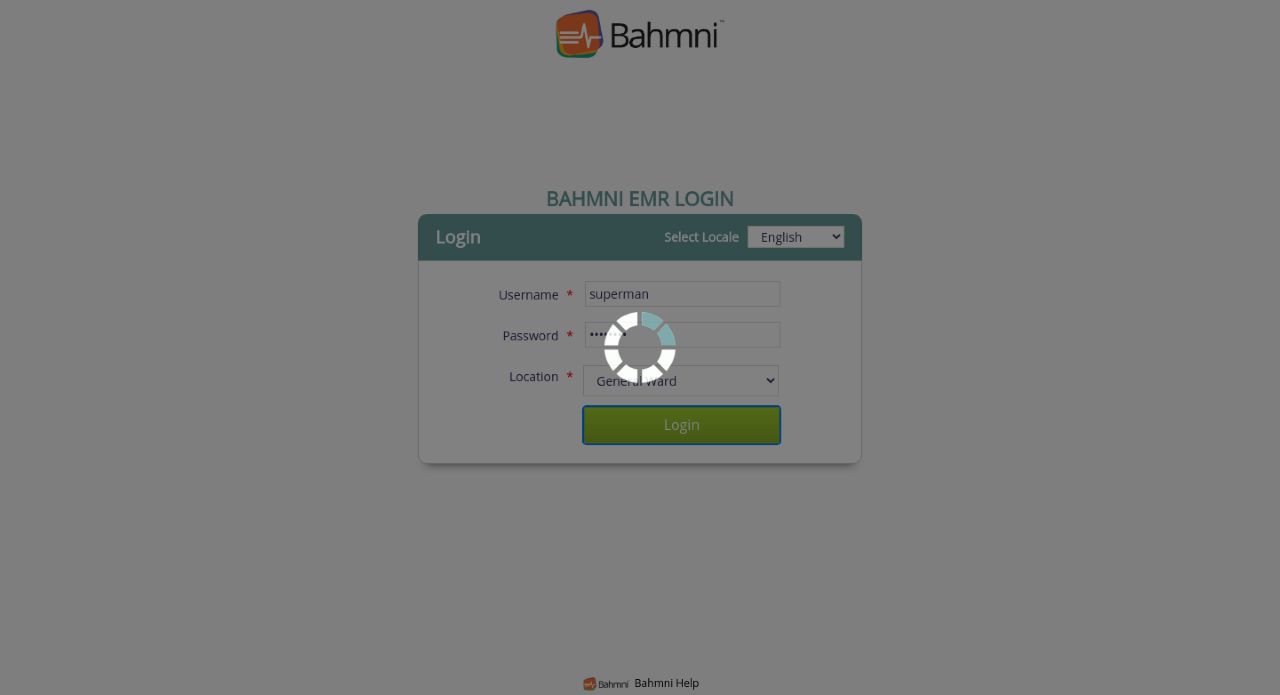 Bahmni™
BAHMNI EMR LOGIN
Login
Select Locale English
Username * superman
Password * ••••••••
Location * General Ward
Login
Bahmni Bahmni Help